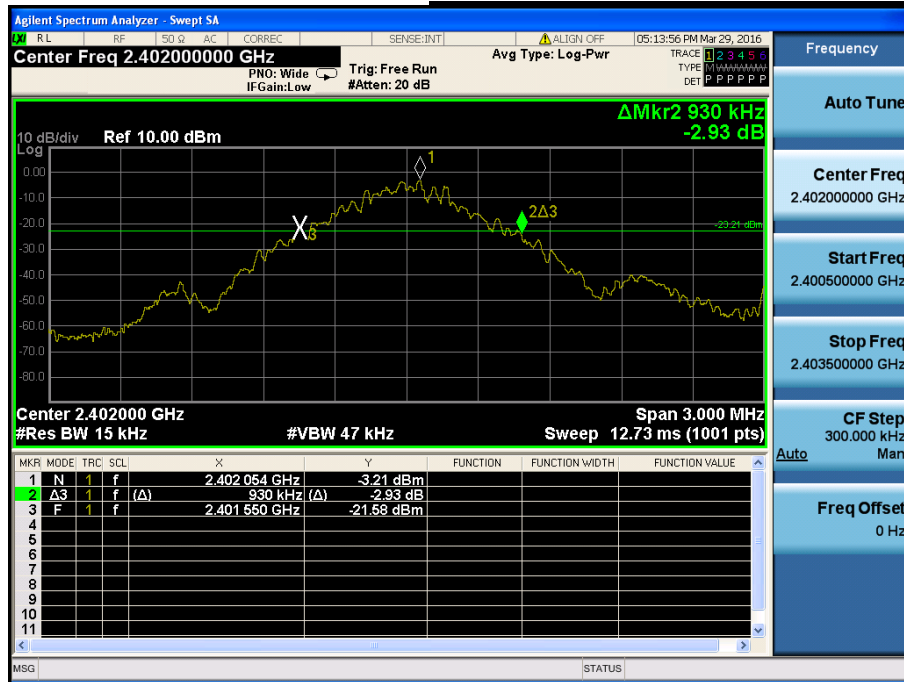 Agilent Spectrum Analyzer - Swept SA
LXI RL RF 50 Ω AC CORREC SENSE:INT ALIGN OFF 05:13:56 PM Mar 29, 2016
Center Freq 2.402000000 GHz
PNO: Wide
IFGain:Low
Trig: Free Run
#Atten: 20 dB
Avg Type: Log-Pwr
TRACE 1 2 3 4 5 6
TYPE M WWWWW
DET P P P P P P
ΔMkr2 930 kHz
-2.93 dB
10 dB/div Ref 10.00 dBm
Log
0.00
-10.0
-20.0
-30.0
-40.0
-50.0
-60.0
-70.0
-80.0
1
2Δ3
3
-23.21 dBm
Center 2.402000 GHz Span 3.000 MHz
#Res BW 15 kHz #VBW 47 kHz Sweep 12.73 ms (1001 pts)
MKR MODE TRC SCL X Y FUNCTION FUNCTION WIDTH FUNCTION VALUE
1 N 1 f 2.402 054 GHz -3.21 dBm
2 Δ3 1 f (Δ) 930 kHz (Δ) -2.93 dB
3 F 1 f 2.401 550 GHz -21.58 dBm
4
5
6
7
8
9
10
11
MSG STATUS
Frequency
Auto Tune
Center Freq
2.402000000 GHz
Start Freq
2.400500000 GHz
Stop Freq
2.403500000 GHz
CF Step
300.000 kHz
Auto Man
Freq Offset
0 Hz